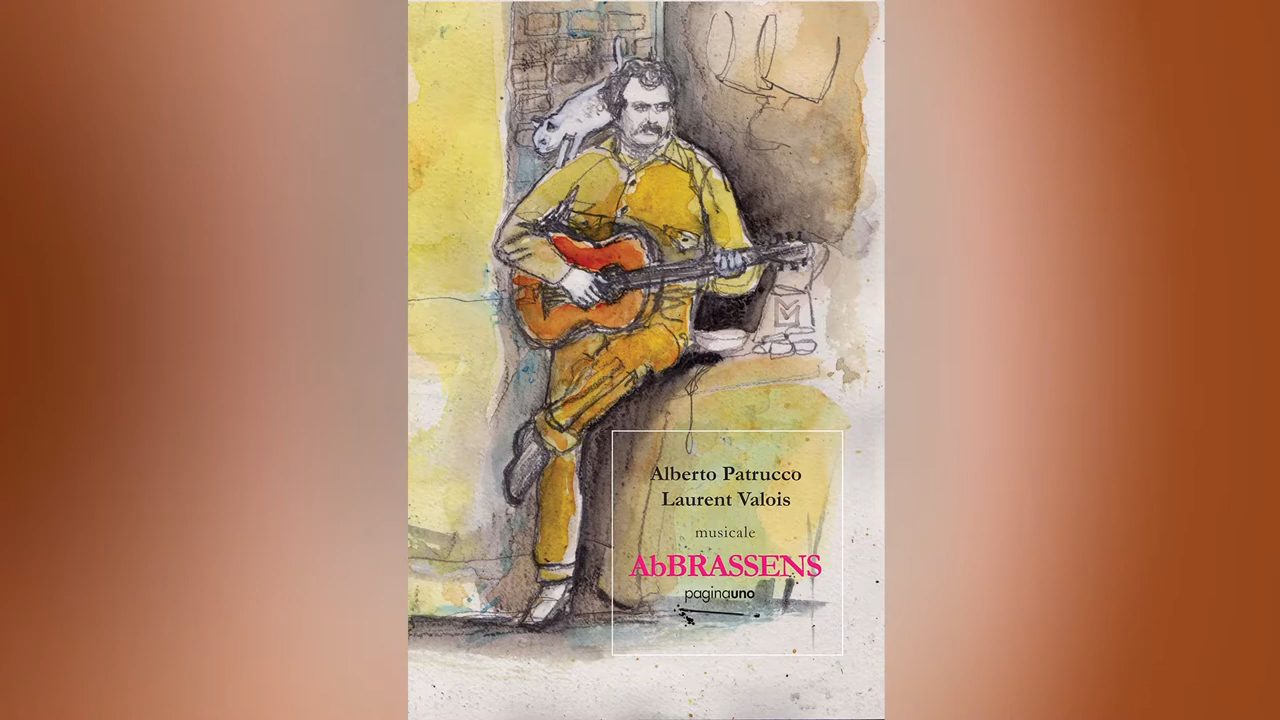 Alberto Patrucco
Laurent Valois
musicale
AbBRASSENS
paginauno